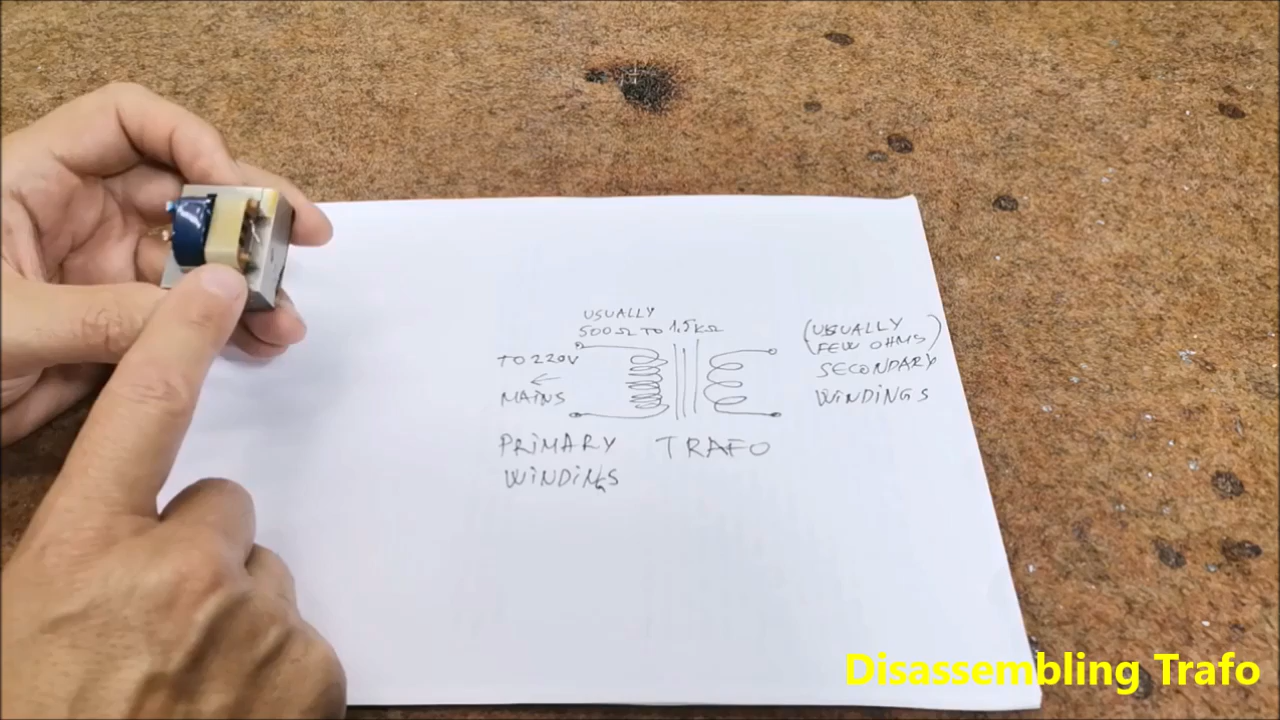 USUALLY
500Ω TO 1.5KΩ
TO 220V
←
MAINS
PRIMARY
WINDINGS
TRAFO
(USUALLY
FEW OHMS)
SECONDARY
WINDINGS
Disassembling Trafo